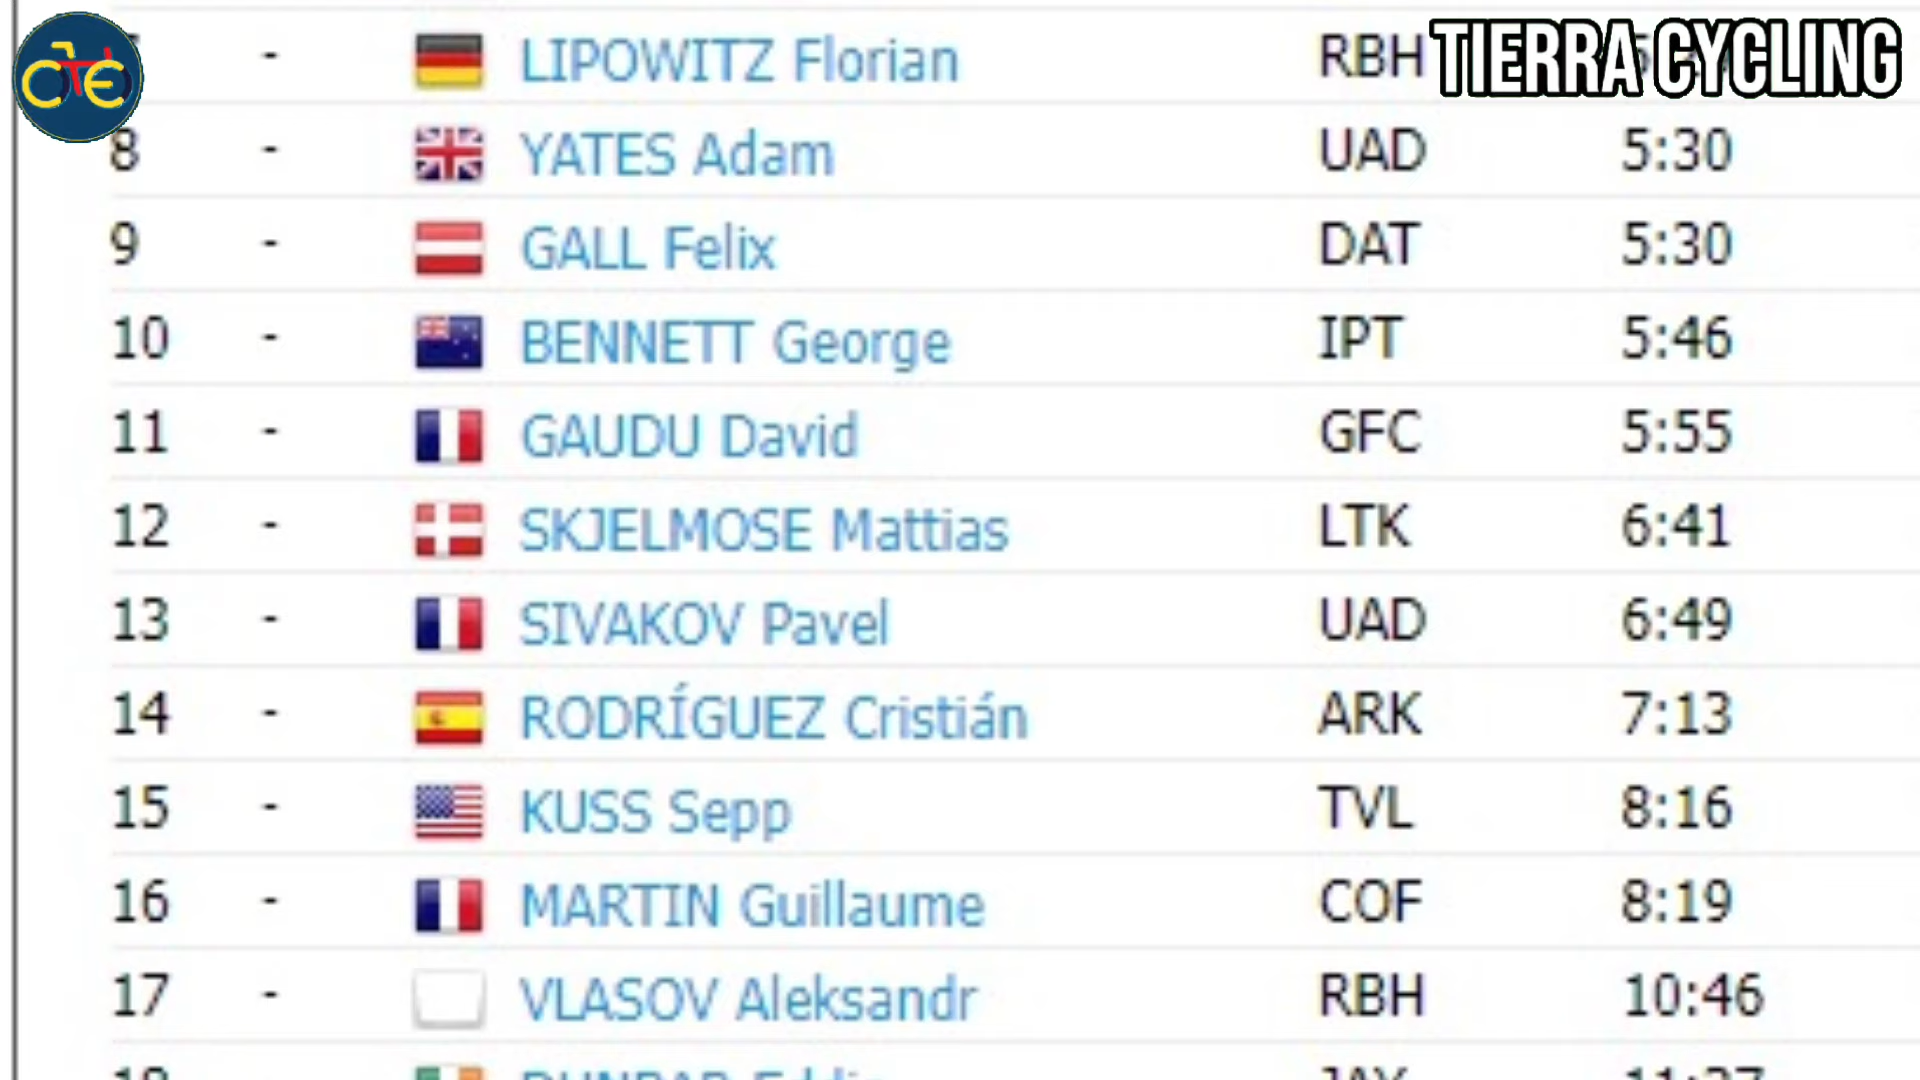 TIERRA CYCLING
- LIPOWITZ Florian RBH
8 - YATES Adam UAD 5:30
9 - GALL Felix DAT 5:30
10 - BENNETT George IPT 5:46
11 - GAUDU David GFC 5:55
12 - SKJELMOSE Mattias LTK 6:41
13 - SIVAKOV Pavel UAD 6:49
14 - RODRÍGUEZ Cristián ARK 7:13
15 - KUSS Sepp TVL 8:16
16 - MARTIN Guillaume COF 8:19
17 - VLASOV Aleksandr RBH 10:46